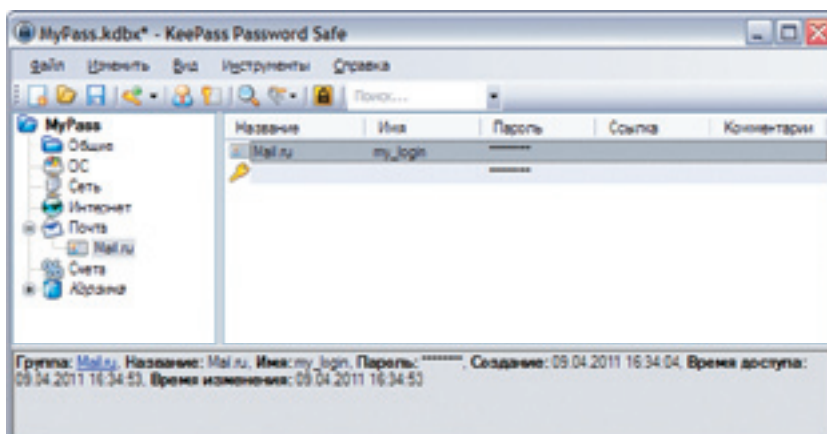 MyPass.kdbx* - KeePass Password Safe
Файл Изменить Вид Инструменты Справка
Поиск...
MyPass
Общие
ОС
Сеть
Интернет
Почта
Mail.ru
Счета
Корзина
Название Имя Пароль Ссылка Комментарии
Mail.ru my_login ********
********
Группа: Mail.ru, Название: Mail.ru, Имя: my_login, Пароль: ********, Создание: 09.04.2011 16:34:04, Время доступа:
09.04.2011 16:34:53, Время изменения: 09.04.2011 16:34:53